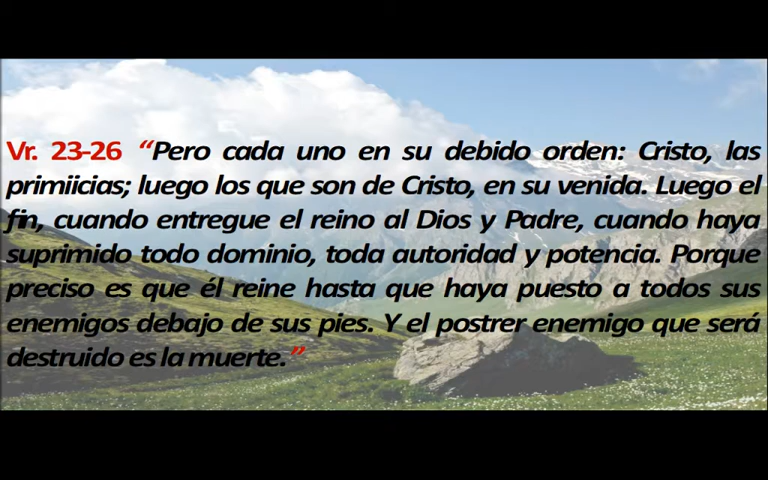 Vr. 23-26 “Pero cada uno en su debido orden: Cristo, las
primiicias; luego los que son de Cristo, en su venida. Luego el
fin, cuando entregue el reino al Dios y Padre, cuando haya
suprimido todo dominio, toda autoridad y potencia. Porque
preciso es que él reine hasta que haya puesto a todos sus
enemigos debajo de sus pies. Y el postrer enemigo que será
destruido es la muerte.”